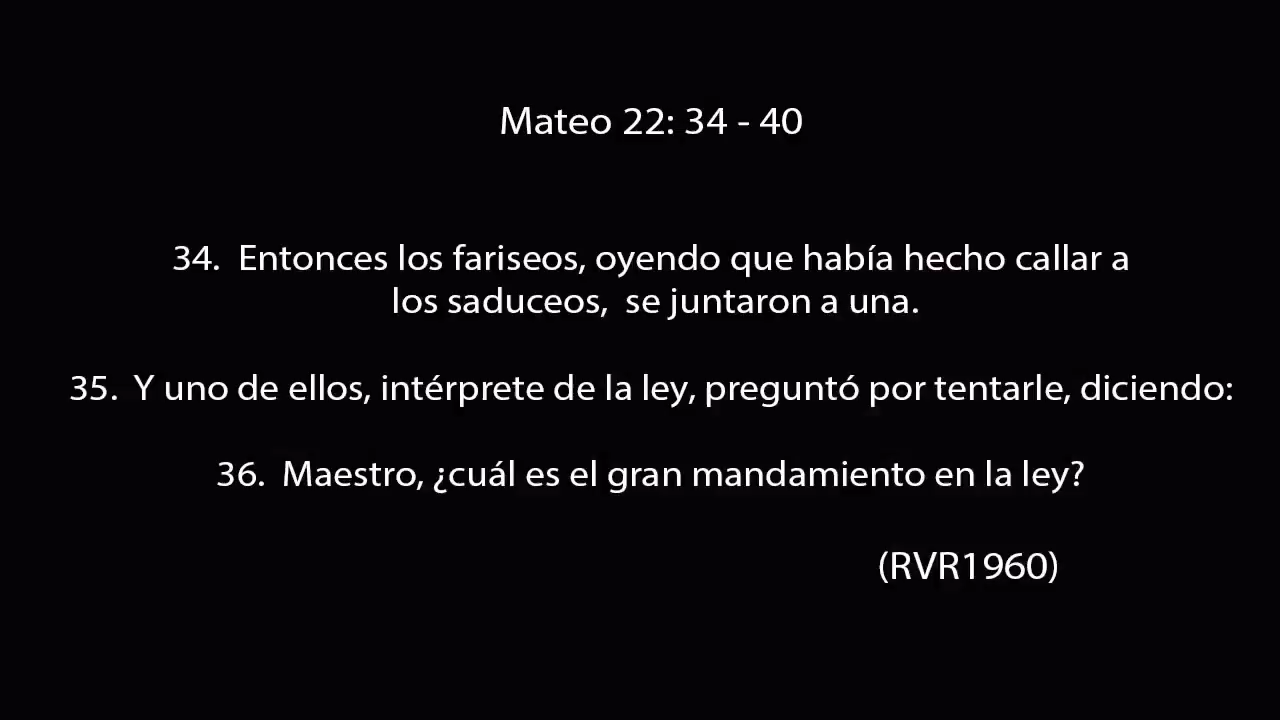 Mateo 22: 34 - 40
34.  Entonces los fariseos, oyendo que había hecho callar a
los saduceos,  se juntaron a una.
35.  Y uno de ellos, intérprete de la ley, preguntó por tentarle, diciendo:
36.  Maestro, ¿cuál es el gran mandamiento en la ley?
(RVR1960)